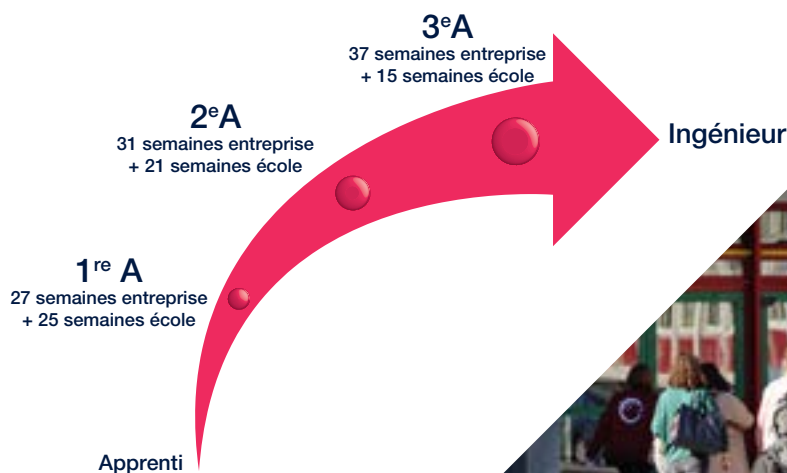 3eA
37 semaines entreprise
+ 15 semaines école
2eA
31 semaines entreprise
+ 21 semaines école
Ingénieur
1re A
27 semaines entreprise
+ 25 semaines école
Apprenti